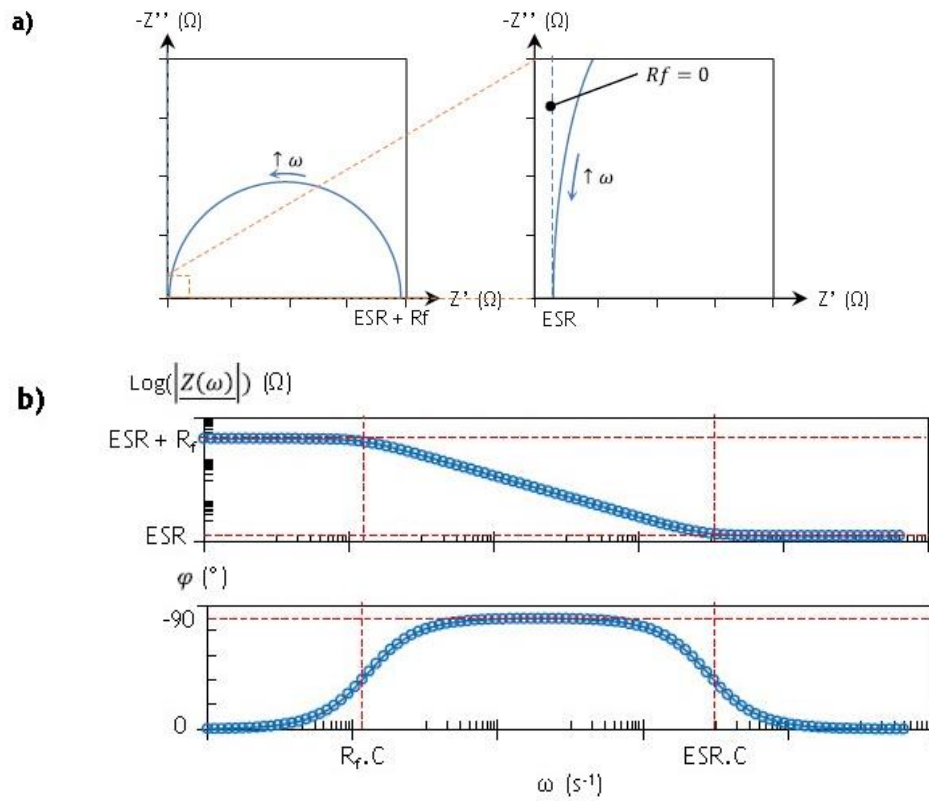 a)
-Z'' (Ω)
-Z'' (Ω)
Rf = 0
↑ ω
↑ ω
Z' (Ω)
Z' (Ω)
ESR + Rf
ESR
b)
Log(|Z(ω)|) (Ω)
ESR + Rf
ESR
φ (°)
-90
0
Rf.C
ESR.C
ω (s⁻¹)